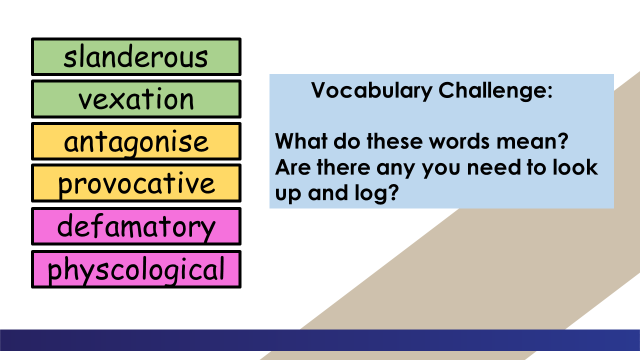 slanderous
vexation
antagonise
provocative
defamatory
physcological
Vocabulary Challenge:
What do these words mean?
Are there any you need to look
up and log?